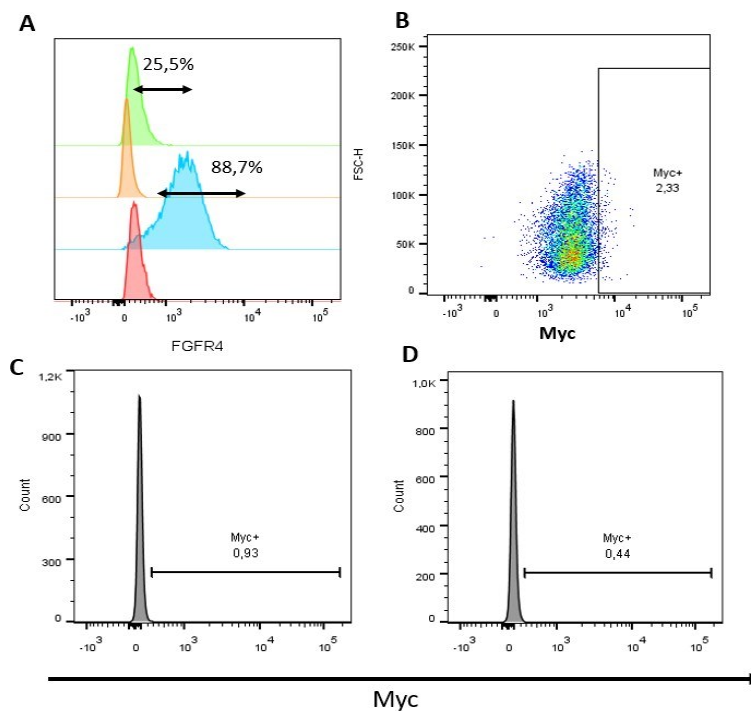 A
25,5%
88,7%
-10³ 0 10³ 10⁴ 10⁵
FGFR4
B
250K
200K
150K
100K
50K
0
FSC-H
Myc+
2,33
-10³ 0 10³ 10⁴ 10⁵
Myc
C
1,2K
900
600
300
0
Count
Myc+
0,93
-10³ 0 10³ 10⁴ 10⁵
D
1,0K
800
600
400
200
0
Count
Myc+
0,44
-10³ 0 10³ 10⁴ 10⁵
Myc